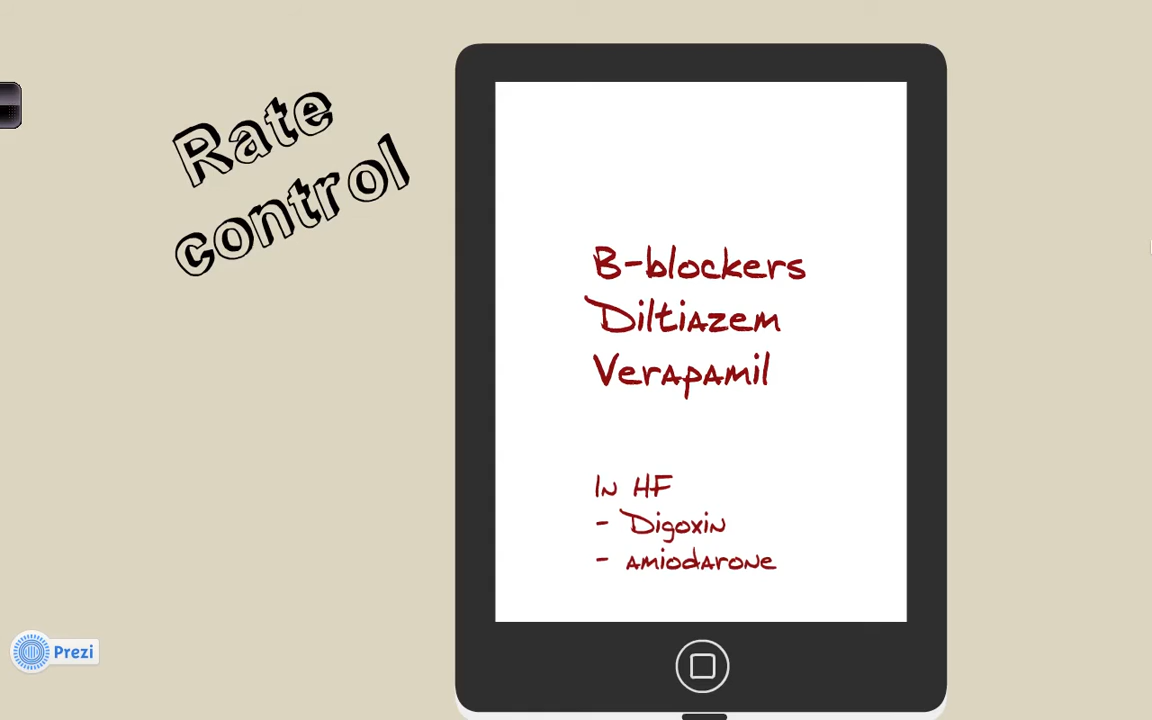 Rate
control
B-blockers
Diltiazem
Verapamil
In HF
- Digoxin
- amiodarone
Prezi